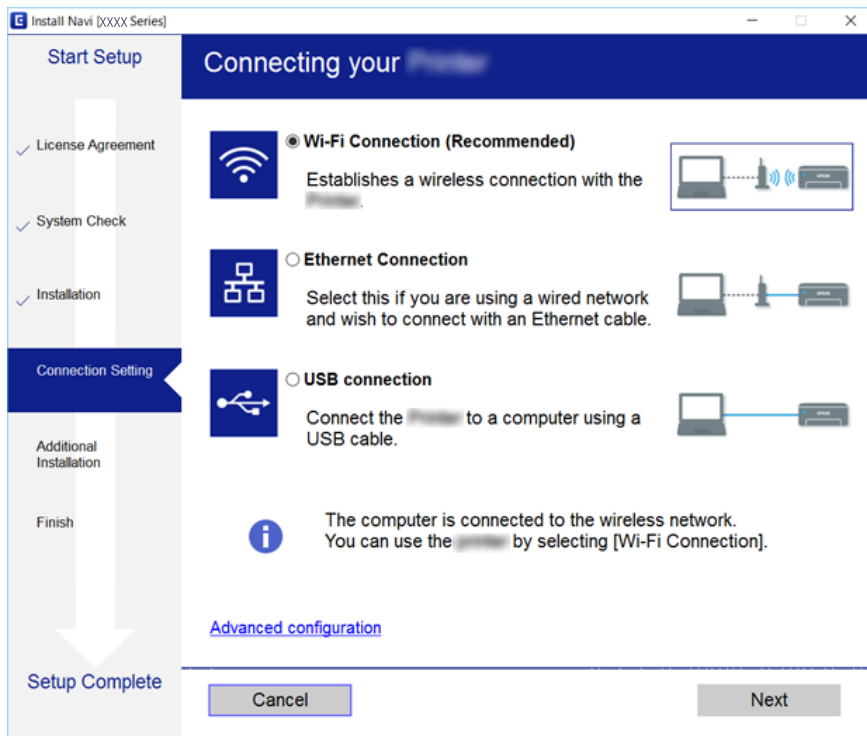 Install Navi [XXXX Series]
Start Setup
License Agreement
System Check
Installation
Connection Setting
Additional
Installation
Finish
Setup Complete
Connecting your
Wi-Fi Connection (Recommended)
Establishes a wireless connection with the
.
Ethernet Connection
Select this if you are using a wired network
and wish to connect with an Ethernet cable.
USB connection
Connect the to a computer using a
USB cable.
The computer is connected to the wireless network.
You can use the by selecting [Wi-Fi Connection].
Advanced configuration
Cancel
Next